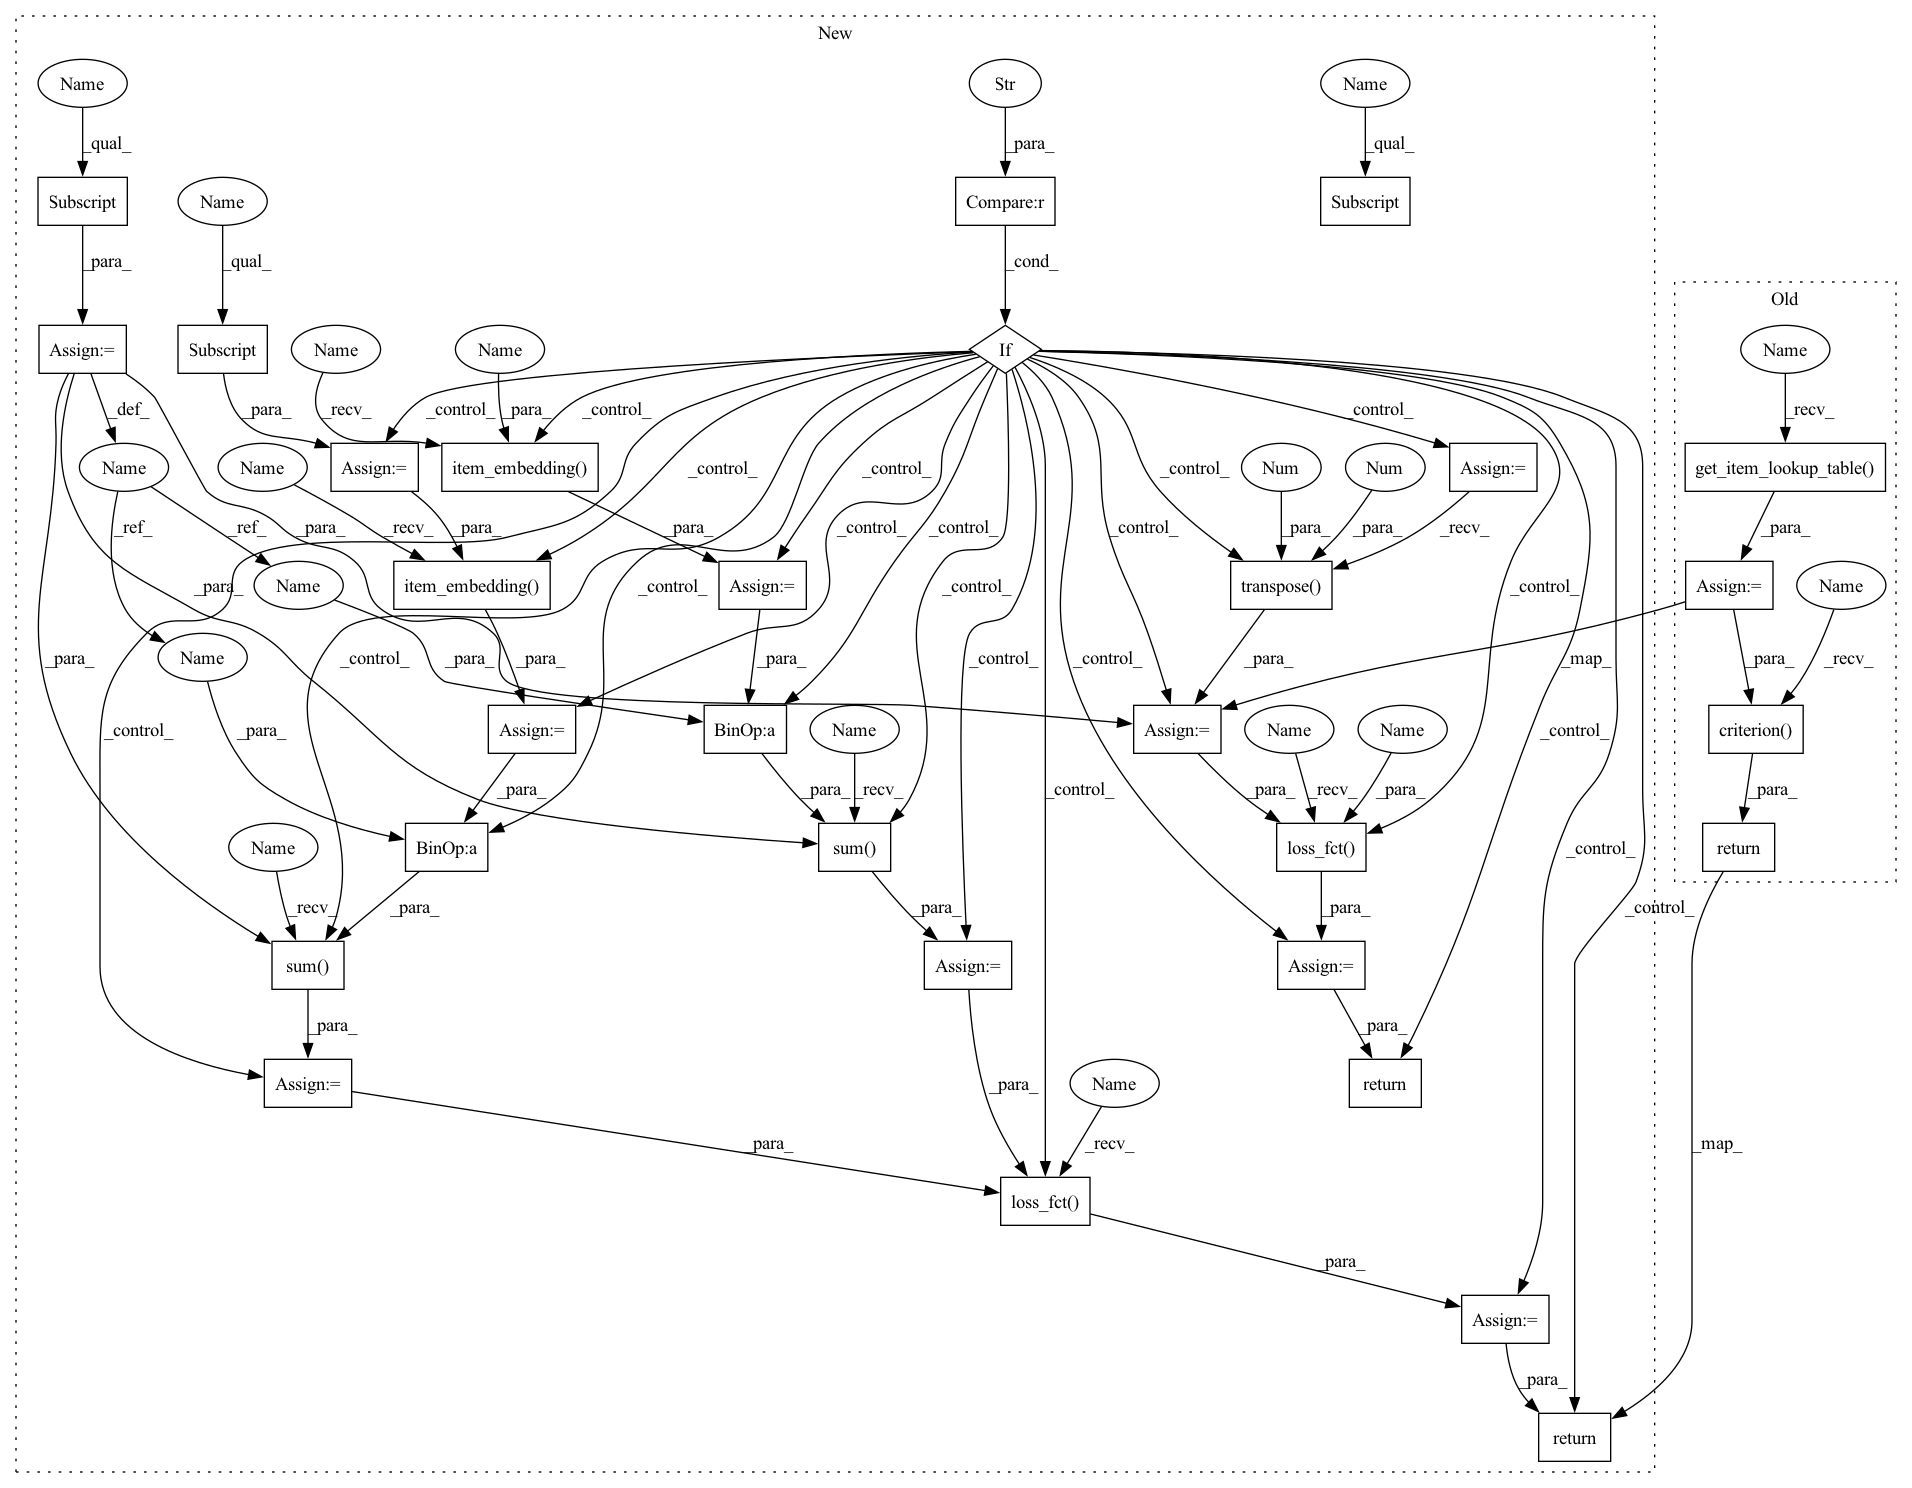 New
Name
Str
Name
_qual_
_para_
_qual_
Subscript
Name
Compare:r
Subscript
_para_
_qual_
_cond_
Old
Assign:=
Subscript
Name
Name
If
Name
_def_
_para_
_recv_
_control_
_para_
_control_
_control_
_recv_
Name
Name
Assign:=
item_embedding()
Num
Num
Assign:=
get_item_lookup_table()
_ref_
_ref_
_para_
_recv_
_para_
_control_
_para_
_control_
_control_
_control_
_control_
_para_
_para_
_recv_
_para_
_para_
Name
item_embedding()
_control_
Assign:=
_control_
transpose()
_control_
Assign:=
Name
Name
_para_
_control_
_para_
_para_
_para_
_control_
_control_
_para_
_map_
_para_
_recv_
Assign:=
BinOp:a
Name
Assign:=
Name
Name
_control_
criterion()
_control_
_para_
_para_
_para_
_recv_
_control_
_para_
_recv_
_para_
_para_
Name
BinOp:a
sum()
loss_fct()
_control_
return
_recv_
_para_
_para_
_para_
_control_
sum()
Assign:=
Assign:=
_para_
_para_
Assign:=
_para_
Name
return
_para_
_recv_
_map_
loss_fct()
_para_
Assign:=
_para_
return